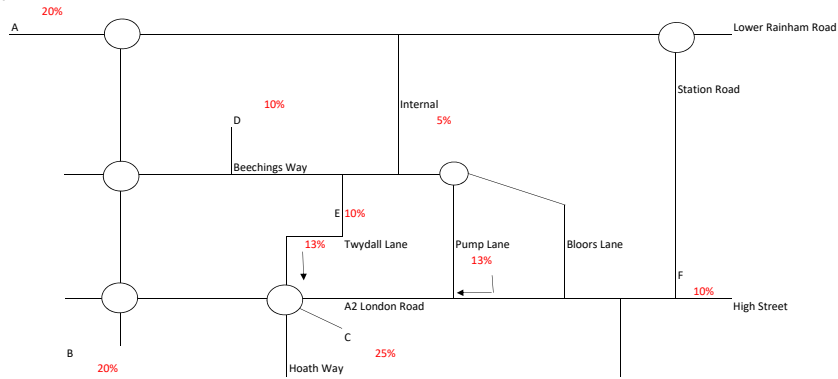 20%
A
Lower Rainham Road
Station Road
10%
Internal
D
5%
Beechings Way
E 10%
13%
Twydall Lane
Pump Lane
Bloors Lane
13%
F
10%
A2 London Road
High Street
C
B
25%
20%
Hoath Way